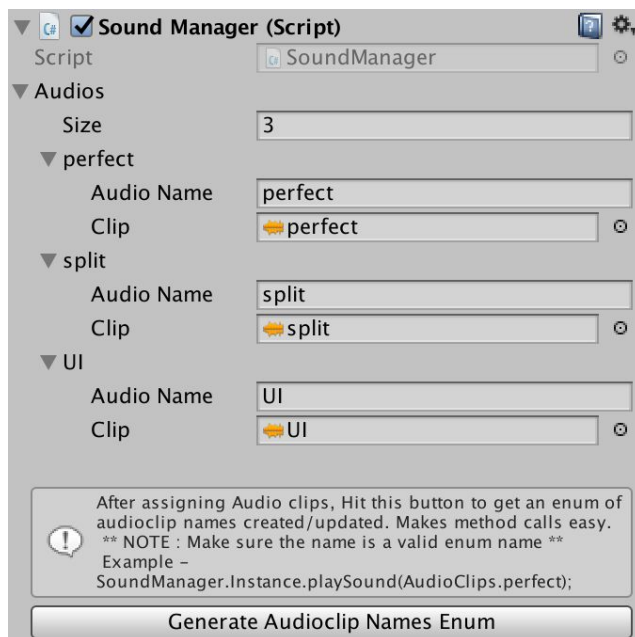 Sound Manager (Script)
Script SoundManager
Audios
Size 3
perfect
Audio Name perfect
Clip perfect
split
Audio Name split
Clip split
UI
Audio Name UI
Clip UI
After assigning Audio clips, Hit this button to get an enum of
audioclip names created/updated. Makes method calls easy.
** NOTE : Make sure the name is a valid enum name **
Example -
SoundManager.Instance.playSound(AudioClips.perfect);
Generate Audioclip Names Enum